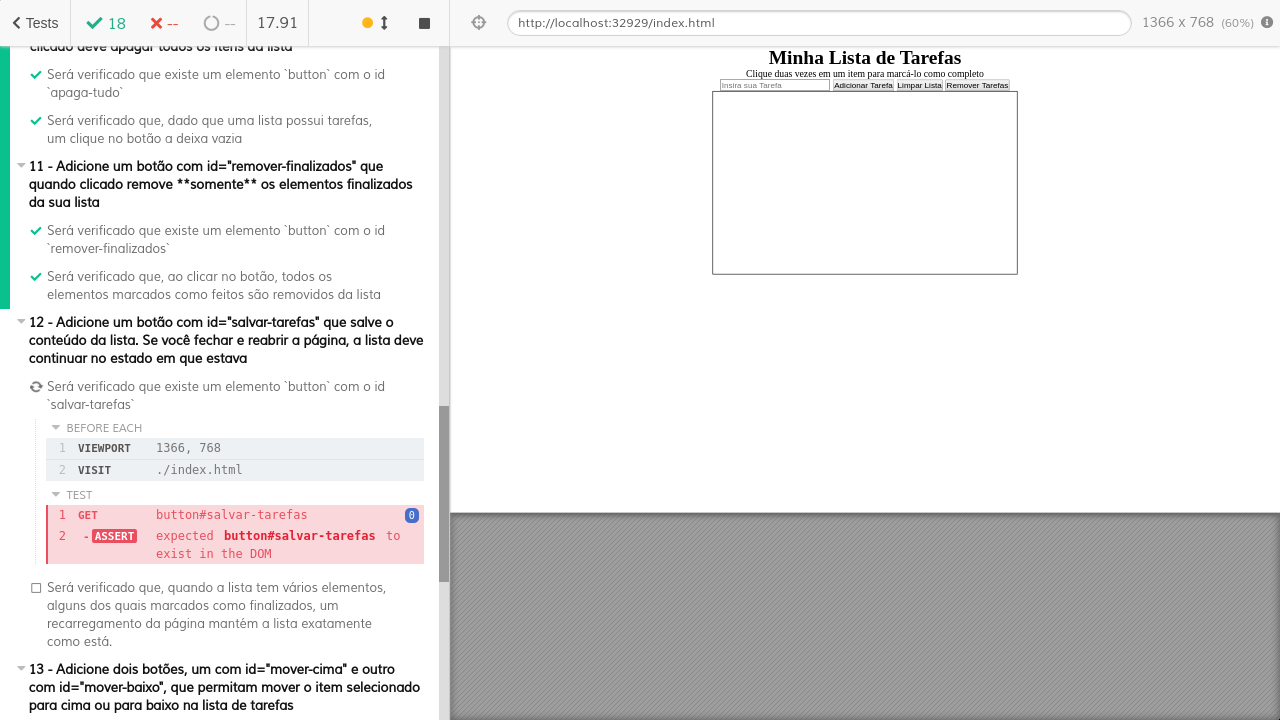 Tests
18
--
--
17.91
http://localhost:32929/index.html
1366 x 768 (60%)
clicado deve apagar todos os itens da lista
Será verificado que existe um elemento `button` com o id
`apaga-tudo`
Será verificado que, dado que uma lista possui tarefas,
um clique no botão a deixa vazia
11 - Adicione um botão com id="remover-finalizados" que
quando clicado remove **somente** os elementos finalizados
da sua lista
Será verificado que existe um elemento `button` com o id
`remover-finalizados`
Será verificado que, ao clicar no botão, todos os
elementos marcados como feitos são removidos da lista
12 - Adicione um botão com id="salvar-tarefas" que salve o
conteúdo da lista. Se você fechar e reabrir a página, a lista deve
continuar no estado em que estava
Será verificado que existe um elemento `button` com o id
`salvar-tarefas`
BEFORE EACH
1 VIEWPORT 1366, 768
2 VISIT ./index.html
TEST
1 GET button#salvar-tarefas 0
2 -ASSERT expected button#salvar-tarefas to
exist in the DOM
Será verificado que, quando a lista tem vários elementos,
alguns dos quais marcados como finalizados, um
recarregamento da página mantém a lista exatamente
como está.
13 - Adicione dois botões, um com id="mover-cima" e outro
com id="mover-baixo", que permitam mover o item selecionado
para cima ou para baixo na lista de tarefas
Minha Lista de Tarefas
Clique duas vezes em um item para marcá-lo como completo
Insira sua Tarefa Adicionar Tarefa Limpar Lista Remover Tarefas